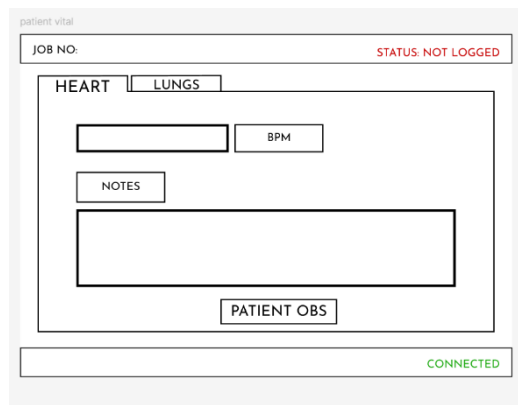 patient vital
JOB NO:
STATUS: NOT LOGGED
HEART
LUNGS
BPM
NOTES
PATIENT OBS
CONNECTED